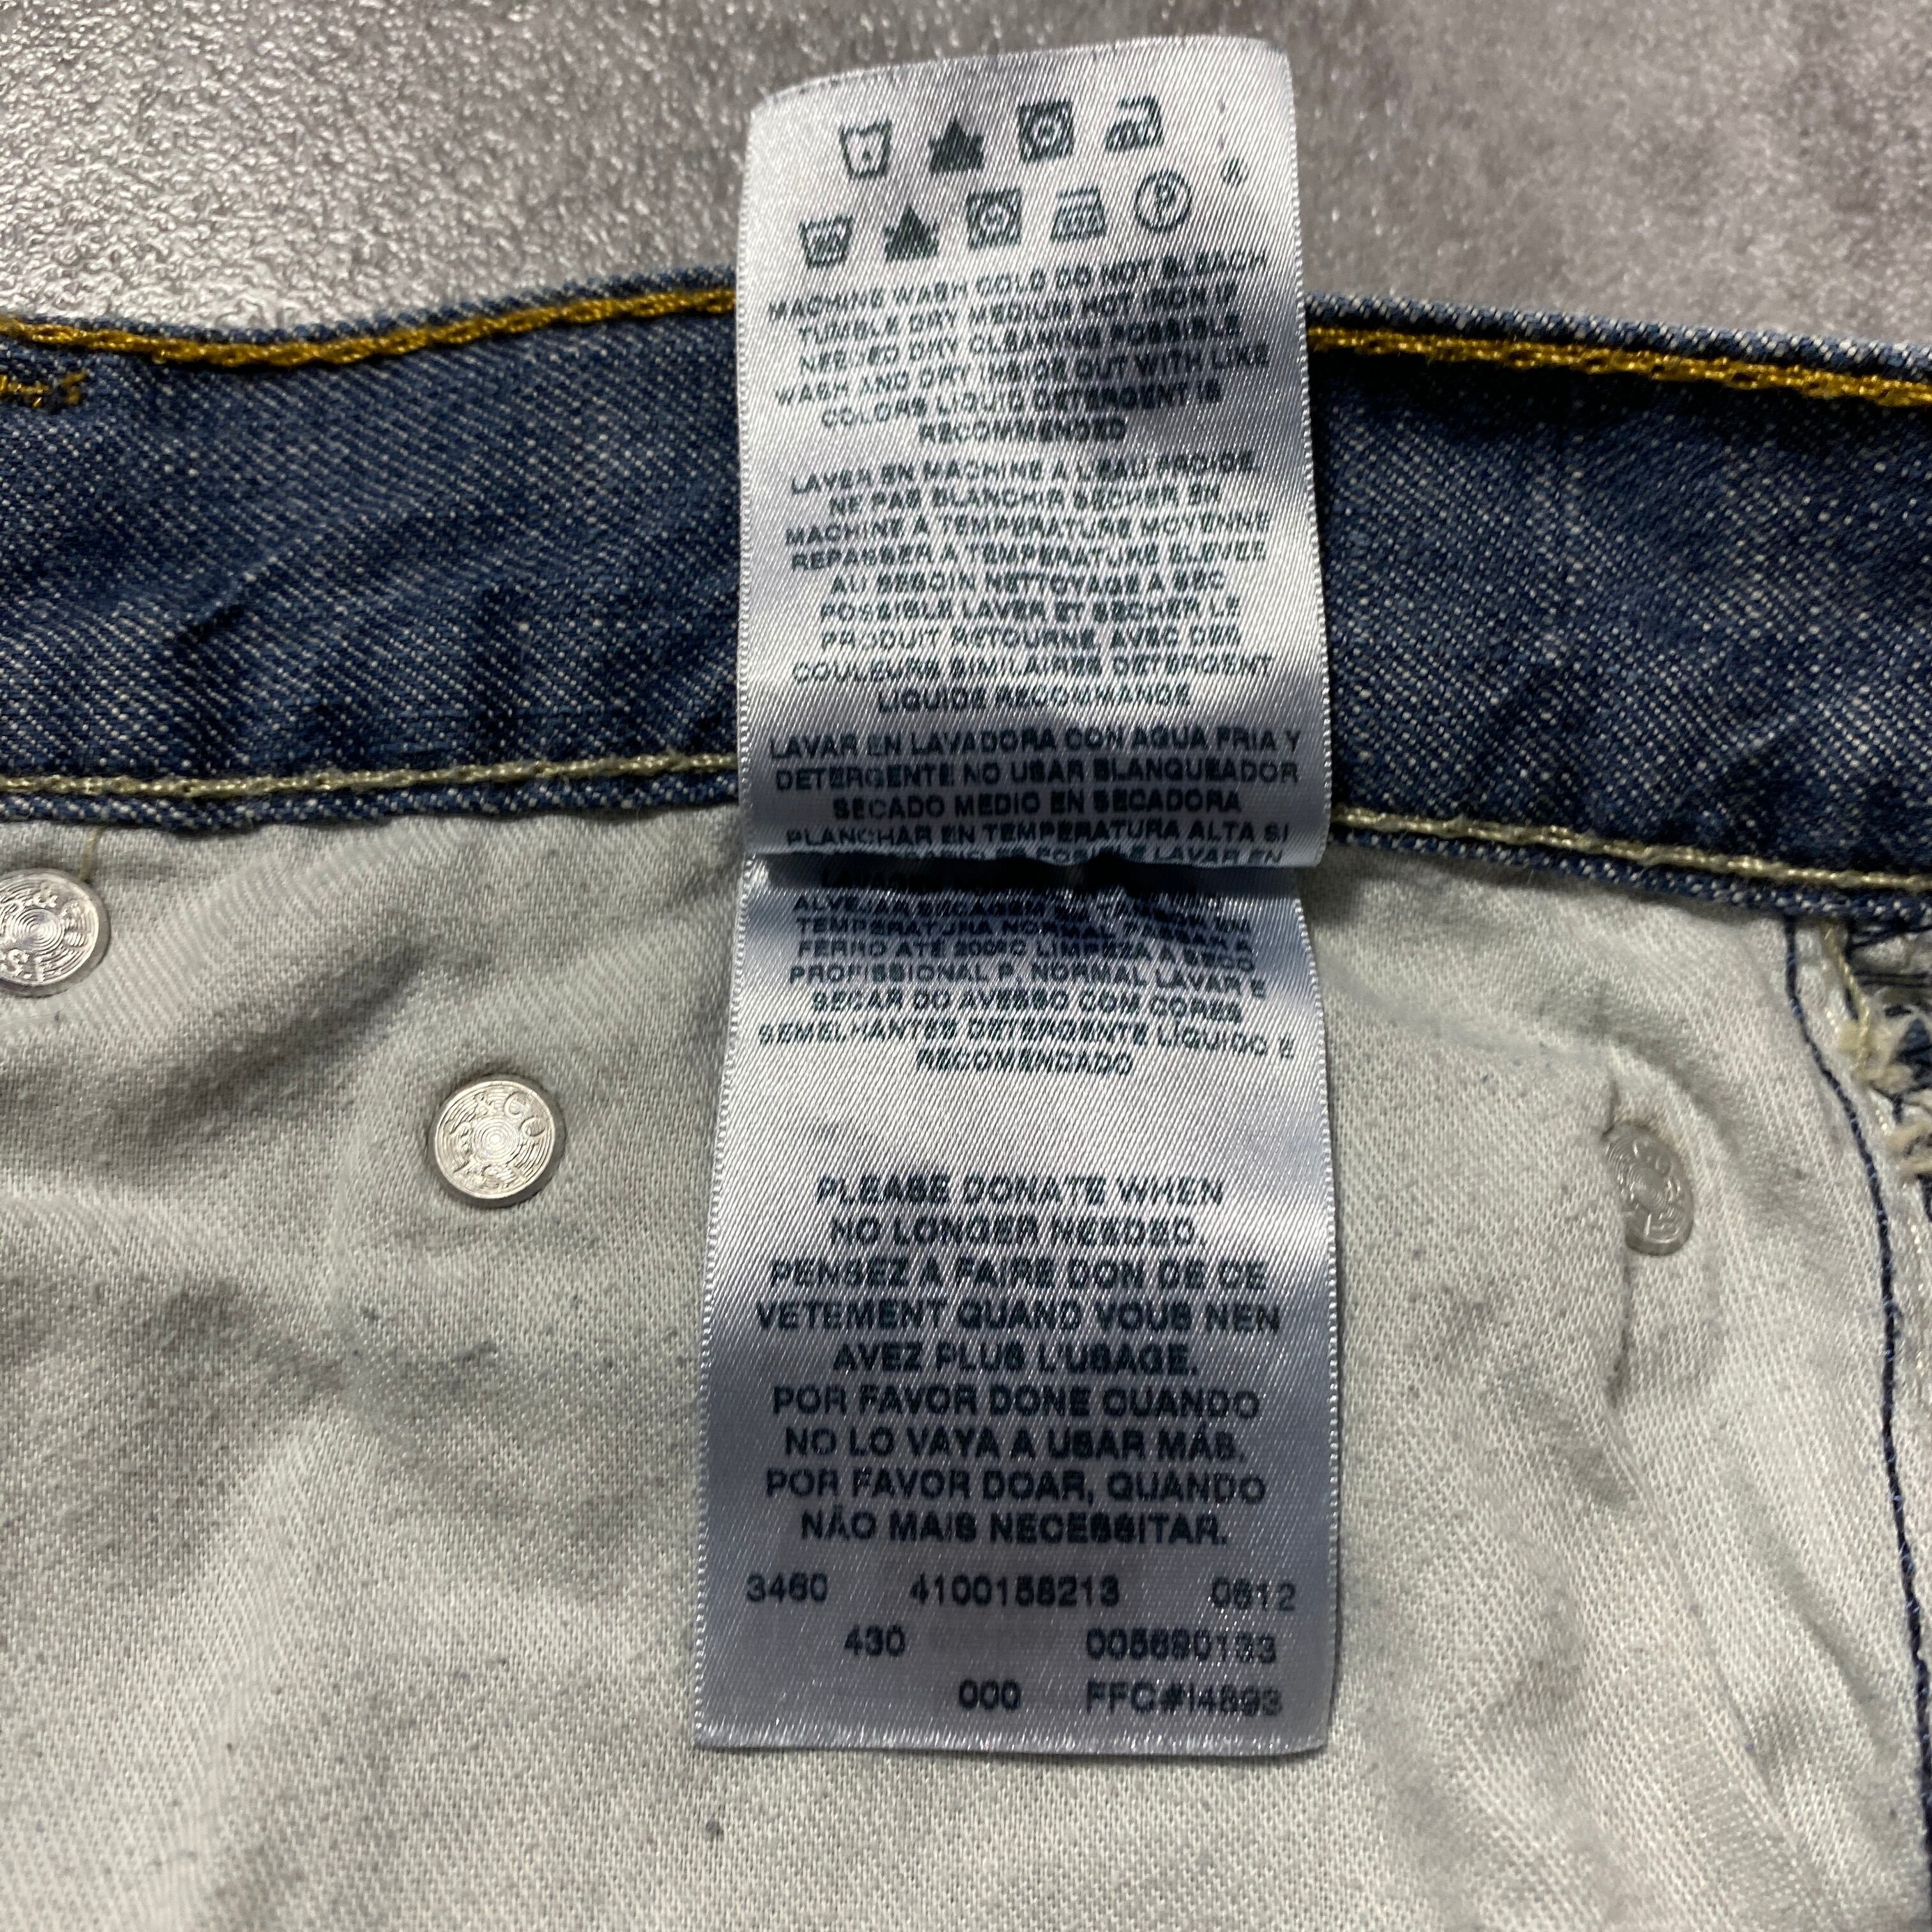 MACHINE WASH COLD DO NOT BLEACH
TUMBLE DRY MEDIUM HOT IRON IF
NEEDED DRY CLEANING POSSIBLE
WASH AND DRY INSIDE OUT WITH LIKE
COLORS LIQUID DETERGENT IS
RECOMMENDED
LAVER EN MACHINE A L'EAU FROIDE
NE PAS BLANCHIR SECHER EN
MACHINE A TEMPERATURE MOYENNE
REPASSER A TEMPERATURE ELEVEE
AU BESOIN NETTOYAGE A SEC
POSSIBLE LAVER ET SECHER LE
PRODUIT RETOURNE AVEC DES
COULEURS SIMILAIRES DETERGENT
LIQUIDE RECOMMANDE
LAVAR EN LAVADORA CON AGUA FRIA Y
DETERGENTE NO USAR BLANQUEADOR
SECADO MEDIO EN SECADORA
PLANCHAR EN TEMPERATURA ALTA SI
LAVAR EN
TEMPERATURA NORMAL
FERRO ATÉ 200ºC LIMPEZA A SECO
PROFISSIONAL P. NORMAL LAVAR E
SECAR DO AVESSO COM CORES
SEMELHANTES DETERGENTE LÍQUIDO E
RECOMENDADO
PLEASE DONATE WHEN
NO LONGER NEEDED.
PENSEZ A FAIRE DON DE CE
VETEMENT QUAND VOUS NEN
AVEZ PLUS L'USAGE.
POR FAVOR DONE CUANDO
NO LO VAYA A USAR MÁS.
POR FAVOR DOAR, QUANDO
NÃO MAIS NECESSITAR.
3460 4100158213 0612
430 005690133
000 FFC#I4893
&CO